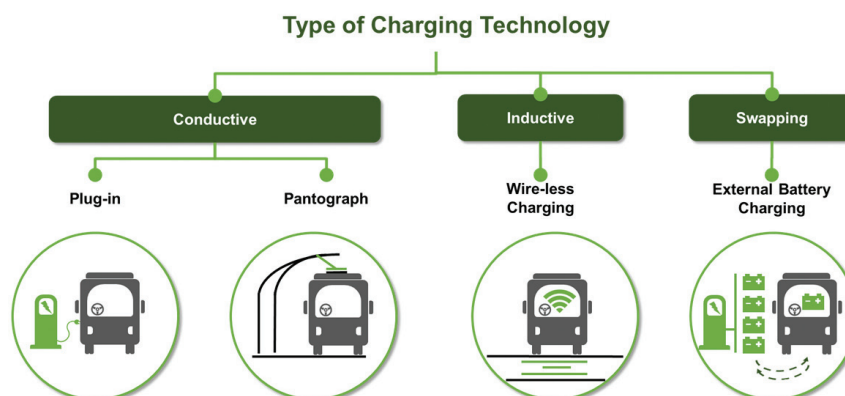 Type of Charging Technology
Conductive
Inductive
Swapping
Plug-in
Pantograph
Wire-less
Charging
External Battery
Charging